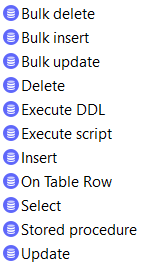 Bulk delete
Bulk insert
Bulk update
Delete
Execute DDL
Execute script
Insert
On Table Row
Select
Stored procedure
Update